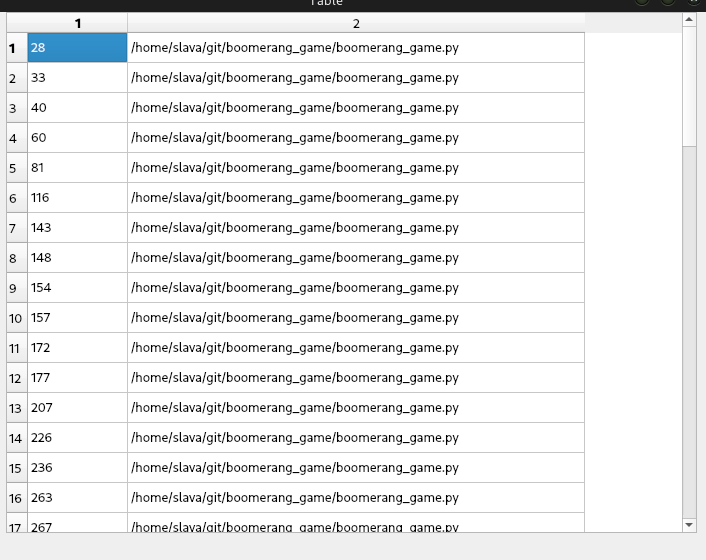 Table
1 2
1 28 /home/slava/git/boomerang_game/boomerang_game.py
2 33 /home/slava/git/boomerang_game/boomerang_game.py
3 40 /home/slava/git/boomerang_game/boomerang_game.py
4 60 /home/slava/git/boomerang_game/boomerang_game.py
5 81 /home/slava/git/boomerang_game/boomerang_game.py
6 116 /home/slava/git/boomerang_game/boomerang_game.py
7 143 /home/slava/git/boomerang_game/boomerang_game.py
8 148 /home/slava/git/boomerang_game/boomerang_game.py
9 154 /home/slava/git/boomerang_game/boomerang_game.py
10 157 /home/slava/git/boomerang_game/boomerang_game.py
11 172 /home/slava/git/boomerang_game/boomerang_game.py
12 177 /home/slava/git/boomerang_game/boomerang_game.py
13 207 /home/slava/git/boomerang_game/boomerang_game.py
14 226 /home/slava/git/boomerang_game/boomerang_game.py
15 236 /home/slava/git/boomerang_game/boomerang_game.py
16 263 /home/slava/git/boomerang_game/boomerang_game.py
17 267 /home/slava/git/boomerang_game/boomerang_game.py